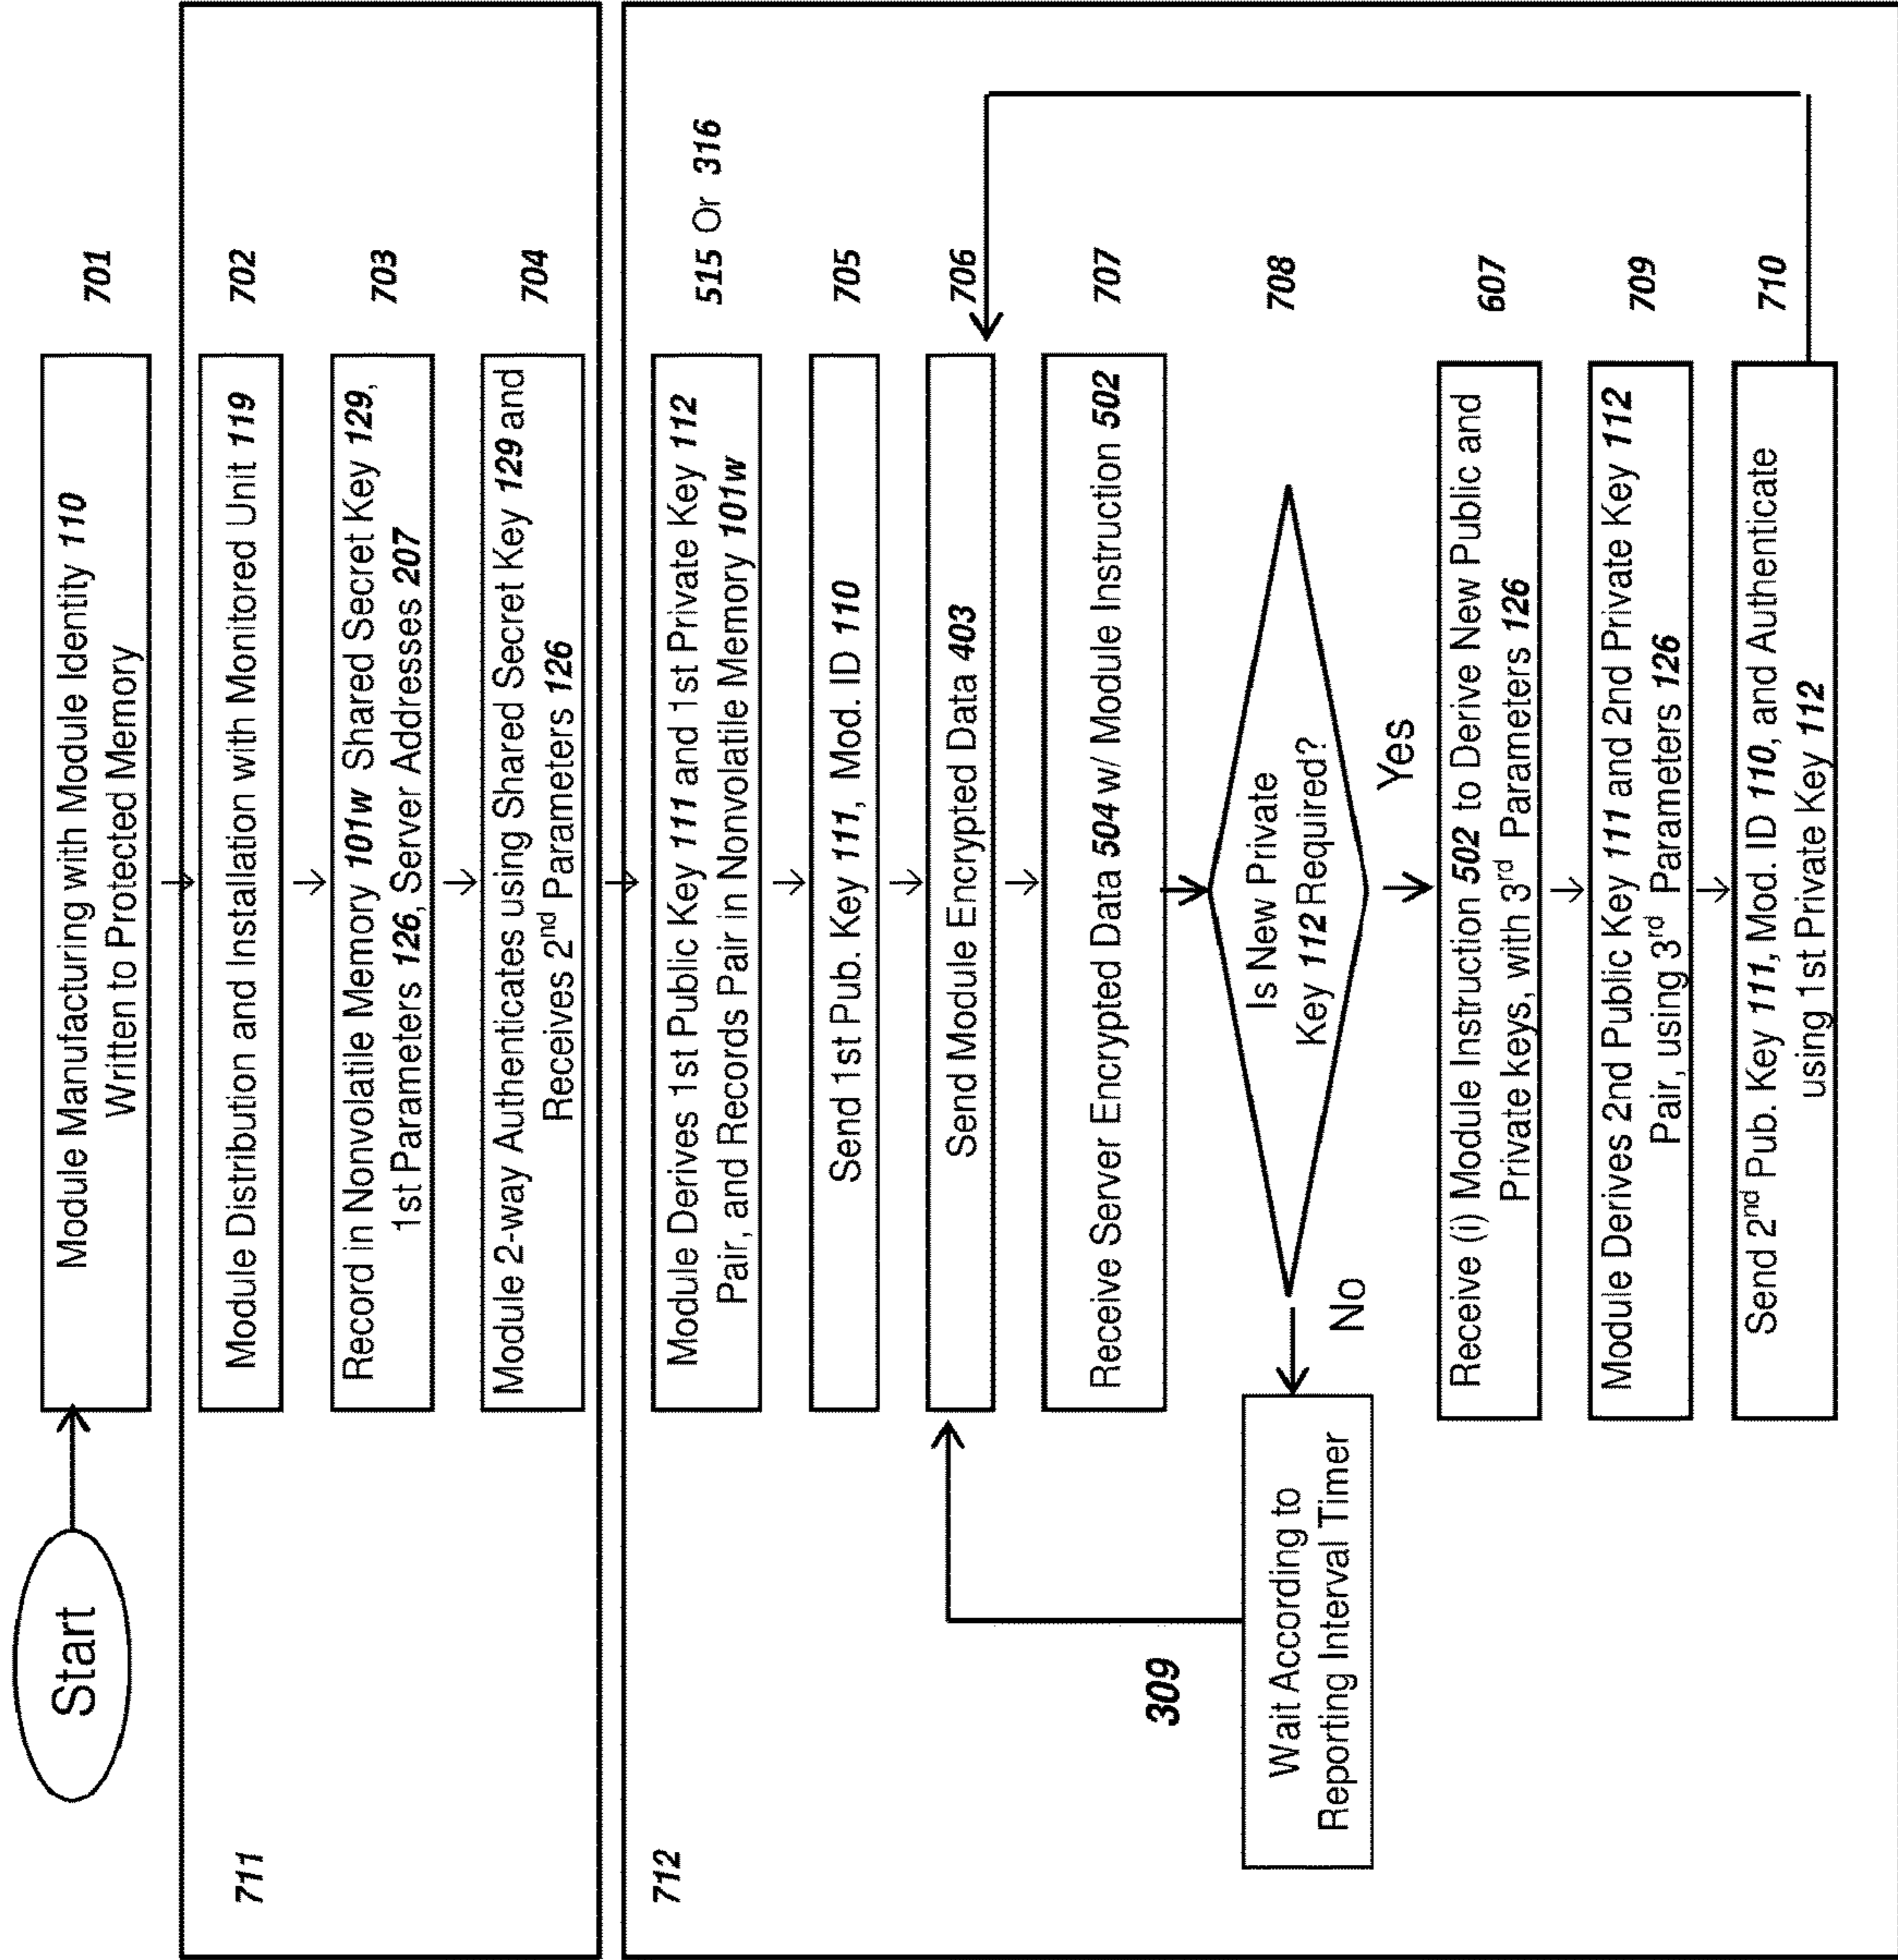 Start
Module Manufacturing with Module Identity 110
Written to Protected Memory
701
711
Module Distribution and Installation with Monitored Unit 119
702
Record in Nonvolatile Memory 101w Shared Secret Key 129,
1st Parameters 126, Server Addresses 207
703
Module 2-way Authenticates using Shared Secret Key 129 and
Receives 2nd Parameters 126
704
712
Module Derives 1st Public Key 111 and 1st Private Key 112
Pair, and Records Pair in Nonvolatile Memory 101w
515 Or 316
Send 1st Pub. Key 111, Mod. ID 110
705
Send Module Encrypted Data 403
706
Receive Server Encrypted Data 504 w/ Module Instruction 502
707
309
Wait According to
Reporting Interval Timer
No
Is New Private
Key 112 Required?
708
Yes
Receive (i) Module Instruction 502 to Derive New Public and
Private keys, with 3rd Parameters 126
607
Module Derives 2nd Public Key 111 and 2nd Private Key 112
Pair, using 3rd Parameters 126
709
Send 2nd Pub. Key 111, Mod. ID 110, and Authenticate
using 1st Private Key 112
710